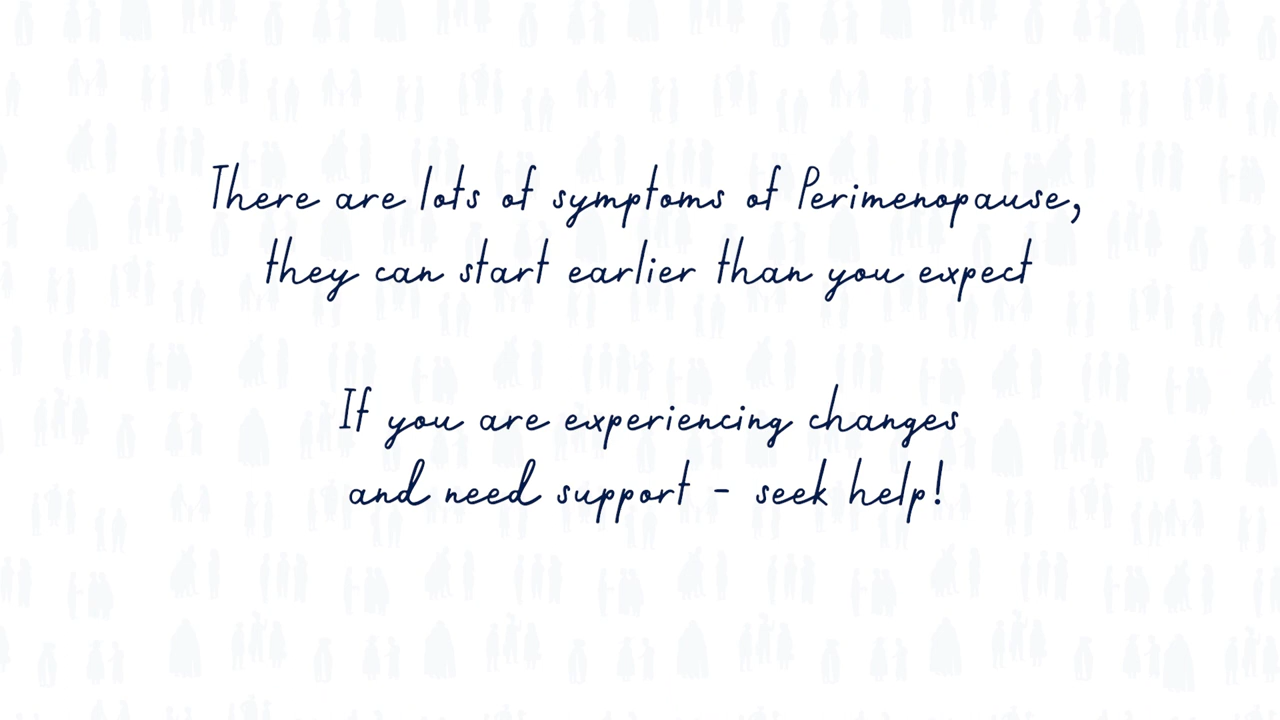 There are lots of symptoms of Perimenopause,
they can start earlier than you expect
If you are experiencing changes
and need support - seek help!